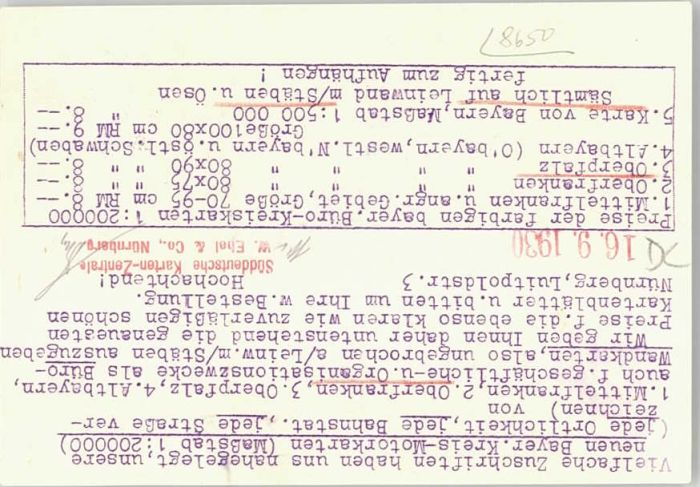 Vielfache Zuschriften haben uns nahegelegt, unsere
neuen Bayer.Kreis-Motorkarten (Maßstab 1:200000)
(jede Ortlichkeit, jede Bahnstat., jede Straße ver-
zeichnen) von
1.Mittelfranken, 2.Oberfranken, 3.Oberpfalz, 4.Altbayern,
auch f. geschäftliche-u. Organisationszwecke als Büro-
Wandkarten, also ungebrochen a/Leinw.m/Stäben auszugeben
Wir geben Ihnen daher untenstehend die genauesten
Preise f. die ebenso klaren wie zuverläßigen schönen
Kartenblätter u. bitten um Ihre w. Bestellung.
Nürnberg, Luitpoldstr.3 Hochachtend!
Süddeutsche Karten-Zentrale
W. Ebel & Co., Nürnberg
16. 9. 1930
Preise der farbigen bayer. Büro-Kreiskarten 1:200000
1.Mittelfranken u. angr. Gebiet, Größe 70-95 cm RM 8.--
2.Oberfranken " " " 80x75 " " 8.--
3.Oberpfalz " " " 80x90 " " 8.--
4.Altbayern (O'bayern, westl.N'bayern u. östl.Schwaben)
Größe 100x80 cm RM 9.--
5.Karte von Bayern, Maßstab 1:500 000 " 8.--
Sämtlich auf Leinwand m/Stäben u. Ösen
fertig zum Aufhängen !
8650